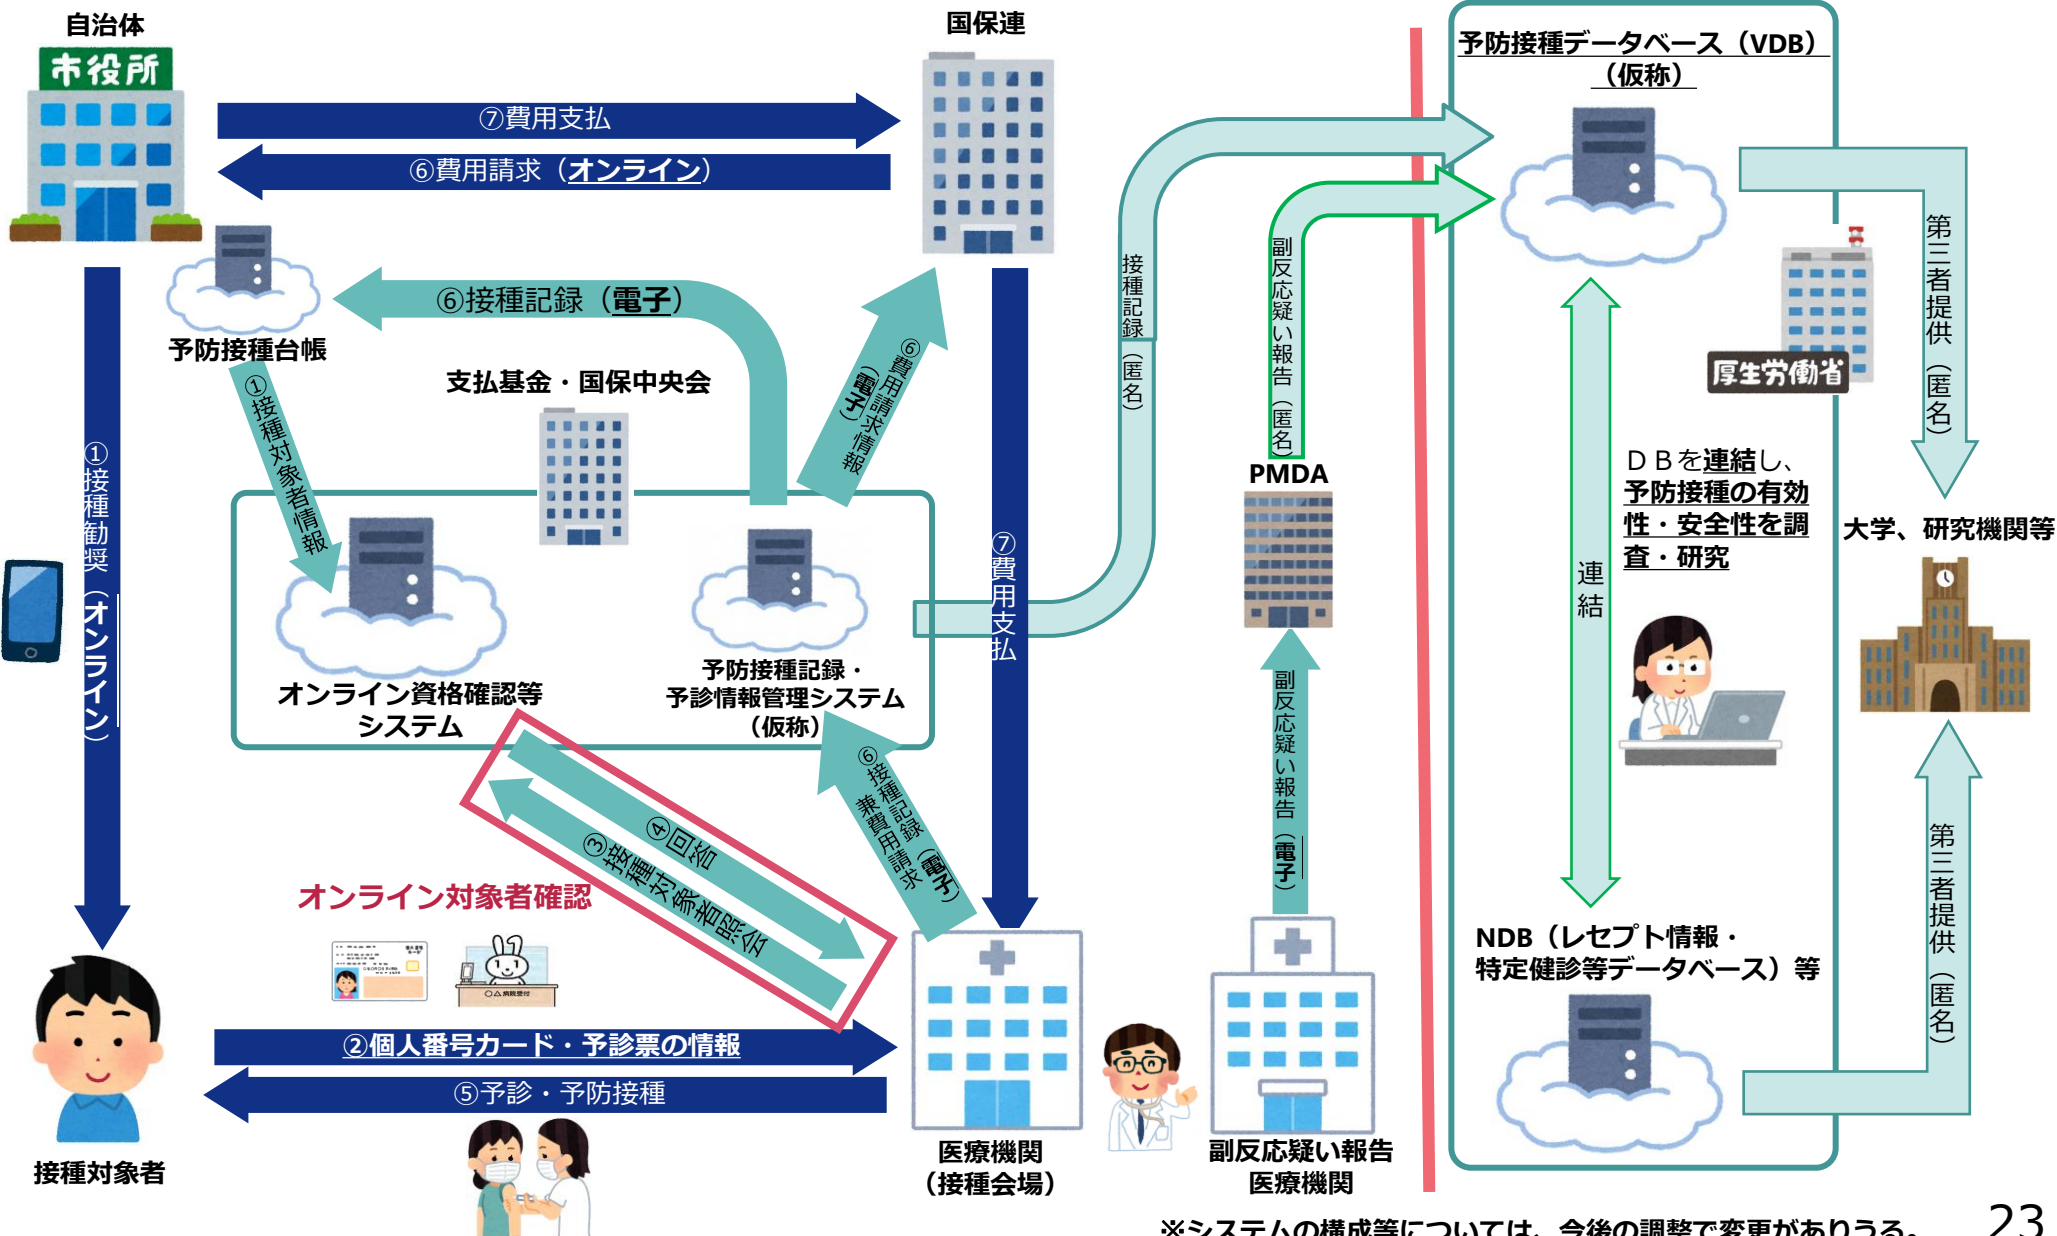 自治体
市役所
国保連
⑦費用支払
⑥費用請求（オンライン）
予防接種台帳
⑥接種記録（電子）
⑥費用請求情報
（電子）
①接種対象者情報
支払基金・国保中央会
①接種勧奨（オンライン）
オンライン資格確認等
システム
予防接種記録・
予診情報管理システム
（仮称）
⑦費用支払
接種記録（匿名）
副反応疑い報告（匿名）
PMDA
副反応疑い報告（電子）
④回答
③接種対象者照会
⑥接種記録（電子）
兼費用請求
オンライン対象者確認
〇△病院受付
②個人番号カード・予診票の情報
⑤予診・予防接種
接種対象者
医療機関
（接種会場）
副反応疑い報告
医療機関
予防接種データベース（VDB）
（仮称）
厚生労働省
第三者提供（匿名）
ＤＢを連結し、
予防接種の有効
性・安全性を調
査・研究
連結
大学、研究機関等
NDB（レセプト情報・
特定健診等データベース）等
第三者提供（匿名）
※システムの構成等については、今後の調整で変更がありうる。
23